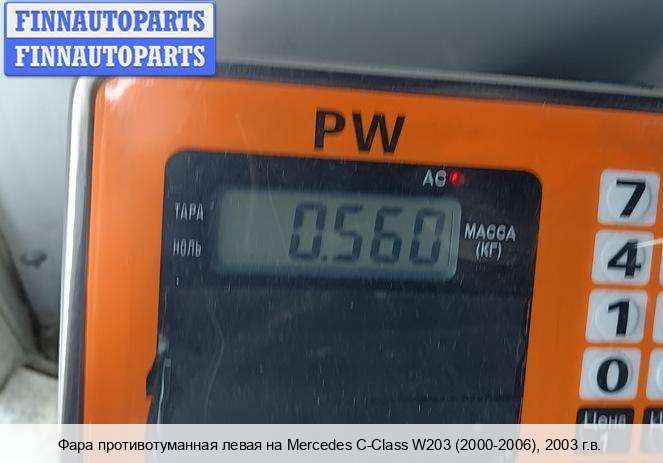 FINNAUTOPARTS
FINNAUTOPARTS
PW
AC
ТАРА
0.560
МАССА
(КГ)
НОЛЬ
7
4
1
0
Цена
1
Фара противотуманная левая на Mercedes C-Class W203 (2000-2006), 2003 г.в.